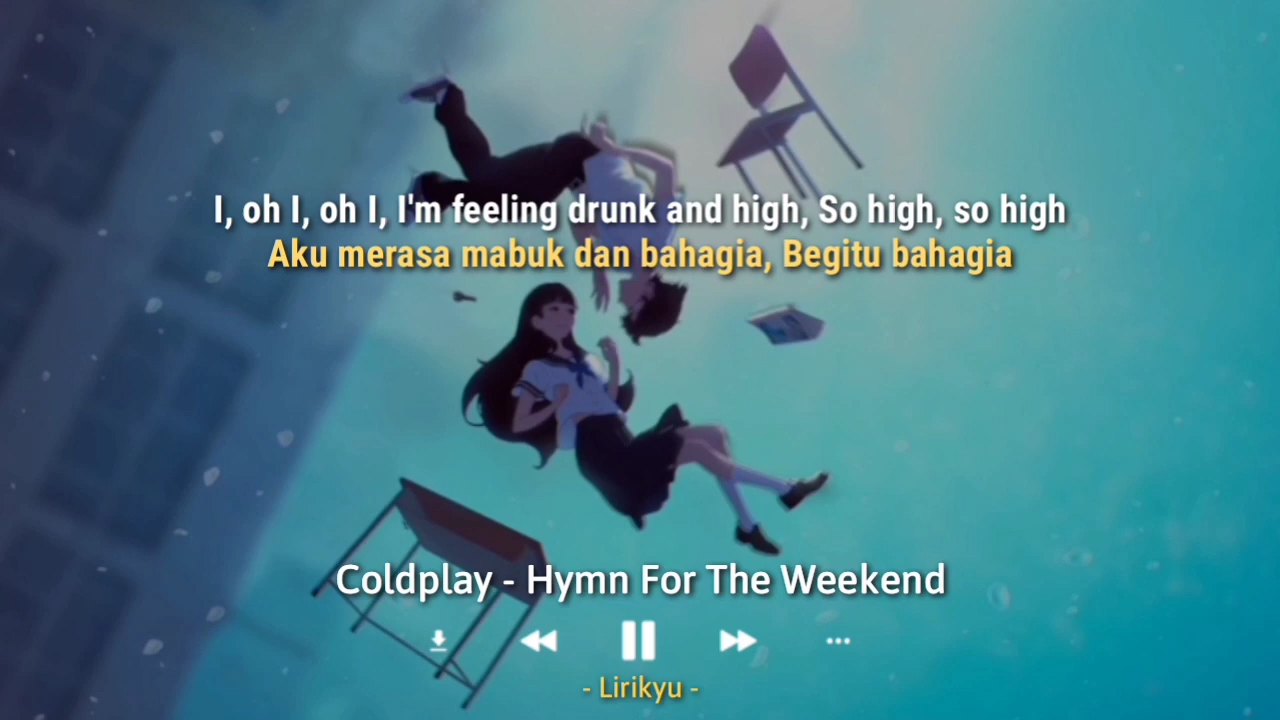 I, oh I, oh I, I'm feeling drunk and high, So high, so high
Aku merasa mabuk dan bahagia, Begitu bahagia
Coldplay - Hymn For The Weekend
- Lirikyu -